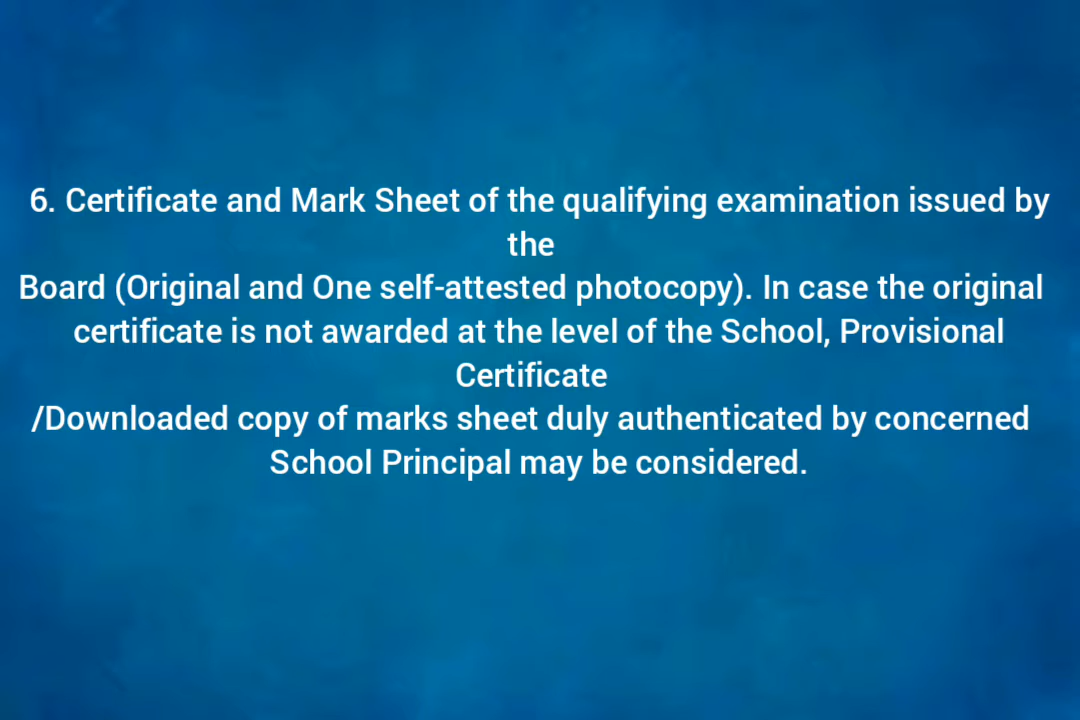 6. Certificate and Mark Sheet of the qualifying examination issued by
the
Board (Original and One self-attested photocopy). In case the original
certificate is not awarded at the level of the School, Provisional
Certificate
/Downloaded copy of marks sheet duly authenticated by concerned
School Principal may be considered.